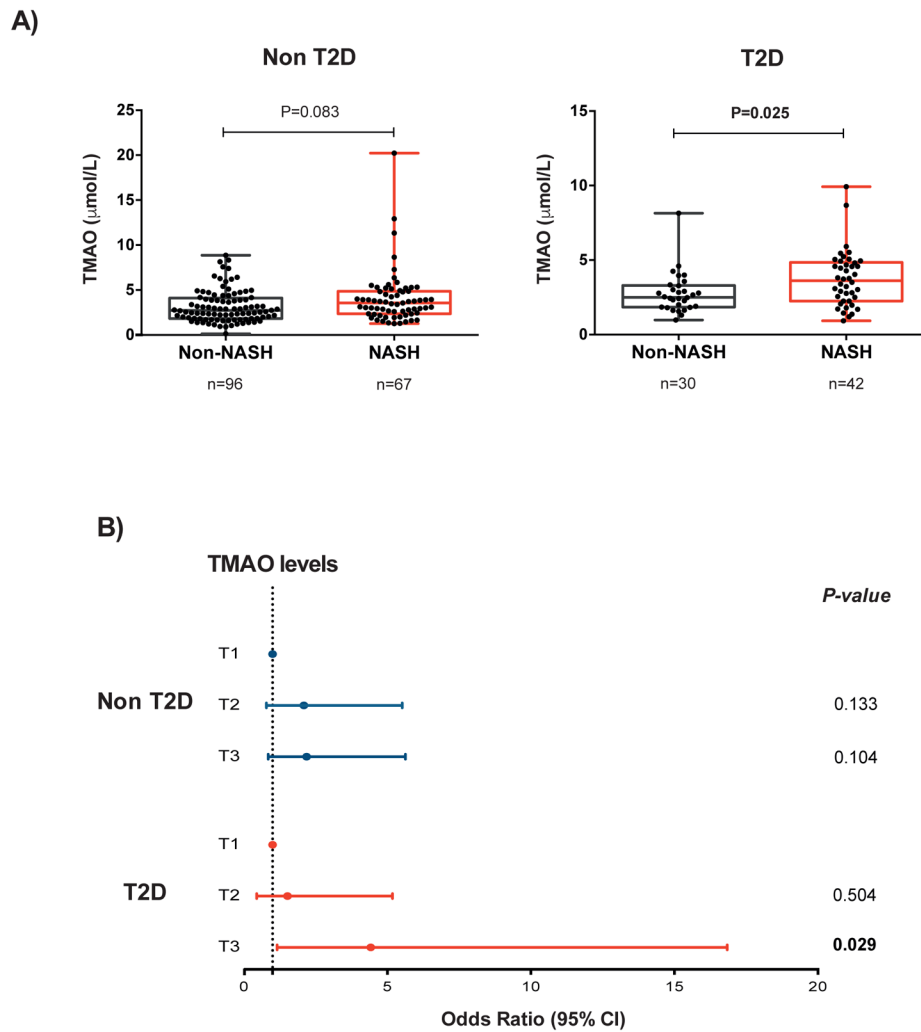 A)
Non T2D
T2D
P=0.083
P=0.025
TMAO (μmol/L)
25
20
15
10
5
0
Non-NASH
NASH
n=96
n=67
TMAO (μmol/L)
15
10
5
0
Non-NASH
NASH
n=30
n=42
B)
TMAO levels
P-value
T1
Non T2D
T2
0.133
T3
0.104
T1
T2D
T2
0.504
T3
0.029
0
5
10
15
20
Odds Ratio (95% CI)